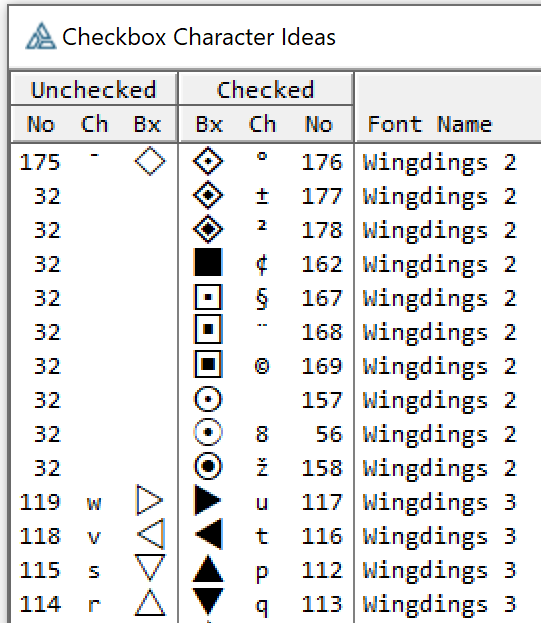 Checkbox Character Ideas
Unchecked Checked
No Ch Bx Bx Ch No Font Name
175 ¯ ◇ ⟐ ° 176 Wingdings 2
32 ◈ ± 177 Wingdings 2
32 ◈ ² 178 Wingdings 2
32 ■ ¢ 162 Wingdings 2
32 ⊡ § 167 Wingdings 2
32 ▣ ¨ 168 Wingdings 2
32 ▣ © 169 Wingdings 2
32 ⊙ 157 Wingdings 2
32 ⊙ 8 56 Wingdings 2
32 ◉ ž 158 Wingdings 2
119 w ▷ ▶ u 117 Wingdings 3
118 v ◁ ◀ t 116 Wingdings 3
115 s ▽ ▲ p 112 Wingdings 3
114 r △ ▼ q 113 Wingdings 3